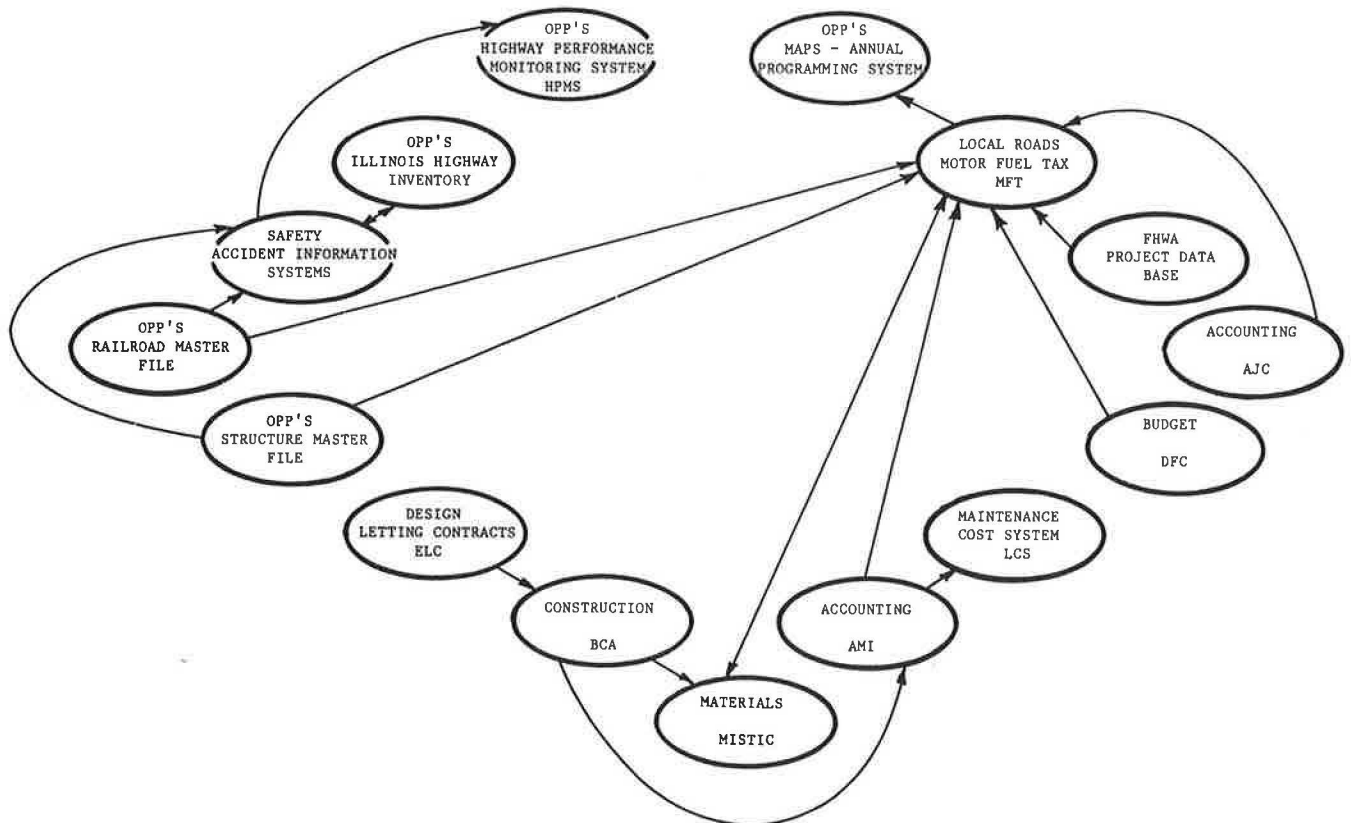 OPP'S
HIGHWAY PERFORMANCE
MONITORING SYSTEM
HPMS
OPP'S
MAPS - ANNUAL
PROGRAMMING SYSTEM
OPP'S
ILLINOIS HIGHWAY
INVENTORY
LOCAL ROADS
MOTOR FUEL TAX
MFT
SAFETY
ACCIDENT INFORMATION
SYSTEMS
FHWA
PROJECT DATA
BASE
OPP'S
RAILROAD MASTER
FILE
ACCOUNTING
AJC
OPP'S
STRUCTURE MASTER
FILE
BUDGET
DFC
DESIGN
LETTING CONTRACTS
ELC
MAINTENANCE
COST SYSTEM
LCS
CONSTRUCTION
BCA
ACCOUNTING
AMI
MATERIALS
MISTIC